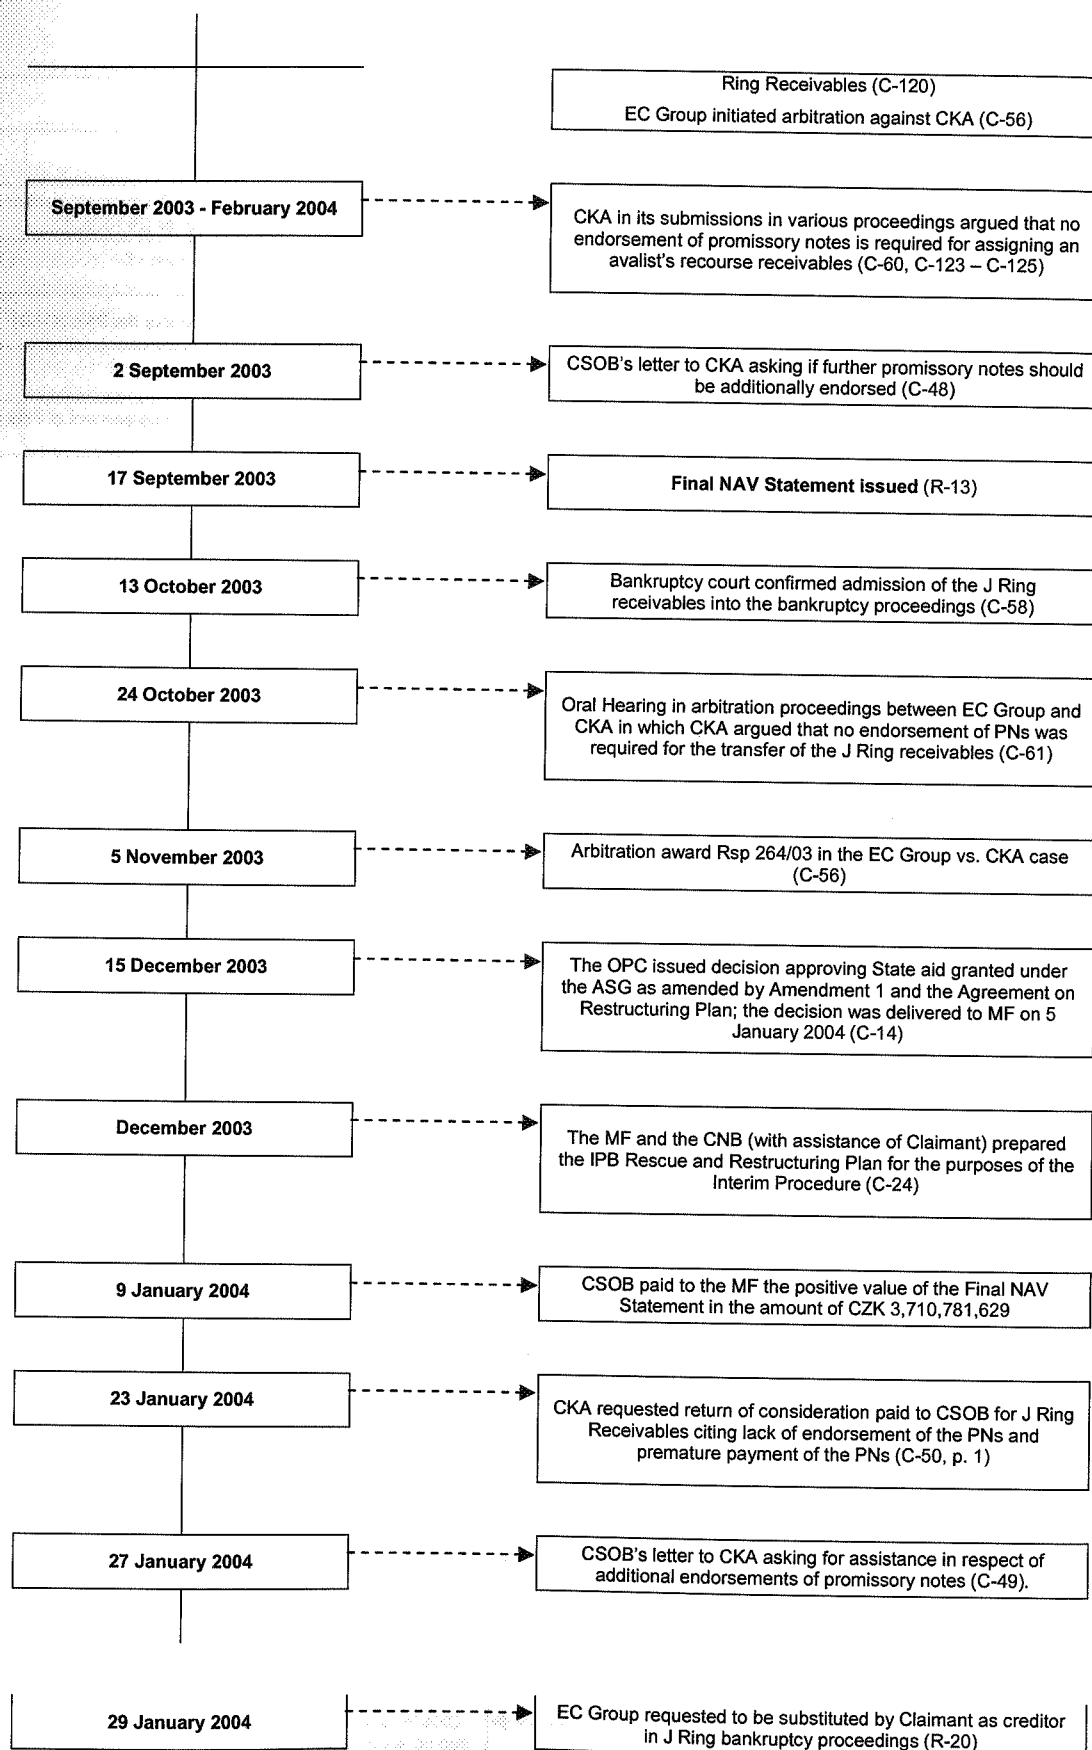 Ring Receivables (C-120)
EC Group initiated arbitration against CKA (C-56)
September 2003 - February 2004
CKA in its submissions in various proceedings argued that no
endorsement of promissory notes is required for assigning an
avalist's recourse receivables (C-60, C-123 – C-125)
2 September 2003
CSOB's letter to CKA asking if further promissory notes should
be additionally endorsed (C-48)
17 September 2003
Final NAV Statement issued (R-13)
13 October 2003
Bankruptcy court confirmed admission of the J Ring
receivables into the bankruptcy proceedings (C-58)
24 October 2003
Oral Hearing in arbitration proceedings between EC Group and
CKA in which CKA argued that no endorsement of PNs was
required for the transfer of the J Ring receivables (C-61)
5 November 2003
Arbitration award Rsp 264/03 in the EC Group vs. CKA case
(C-56)
15 December 2003
The OPC issued decision approving State aid granted under
the ASG as amended by Amendment 1 and the Agreement on
Restructuring Plan; the decision was delivered to MF on 5
January 2004 (C-14)
December 2003
The MF and the CNB (with assistance of Claimant) prepared
the IPB Rescue and Restructuring Plan for the purposes of the
Interim Procedure (C-24)
9 January 2004
CSOB paid to the MF the positive value of the Final NAV
Statement in the amount of CZK 3,710,781,629
23 January 2004
CKA requested return of consideration paid to CSOB for J Ring
Receivables citing lack of endorsement of the PNs and
premature payment of the PNs (C-50, p. 1)
27 January 2004
CSOB's letter to CKA asking for assistance in respect of
additional endorsements of promissory notes (C-49).
29 January 2004
EC Group requested to be substituted by Claimant as creditor
in J Ring bankruptcy proceedings (R-20)